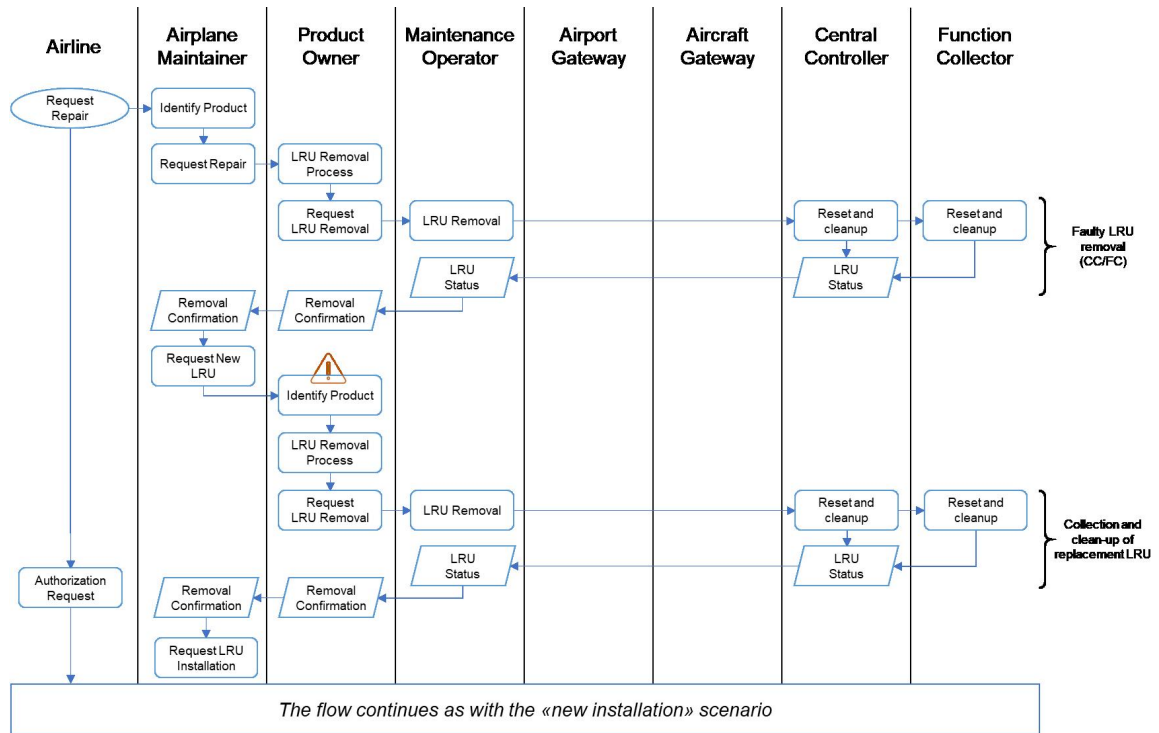 Airline
Airplane
Maintainer
Product
Owner
Maintenance
Operator
Airport
Gateway
Aircraft
Gateway
Central
Controller
Function
Collector
Request
Repair
Identify Product
Request Repair
LRU Removal
Process
Request
LRU Removal
LRU Removal
Reset and
cleanup
Reset and
cleanup
Faulty LRU
removal
(CC/FC)
LRU
Status
LRU
Status
Removal
Confirmation
Removal
Confirmation
Request New
LRU
Identify Product
LRU Removal
Process
Request
LRU Removal
LRU Removal
Reset and
cleanup
Reset and
cleanup
Collection and
clean-up of
replacement LRU
LRU
Status
LRU
Status
Authorization
Request
Removal
Confirmation
Removal
Confirmation
Request LRU
Installation
The flow continues as with the «new installation» scenario